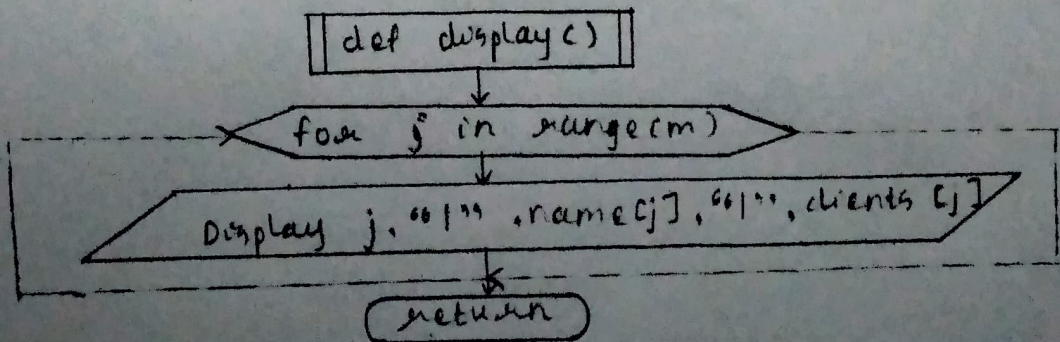 def display()
for j in range(m)
Display j, "|", name[j], "|", clients [j]
return